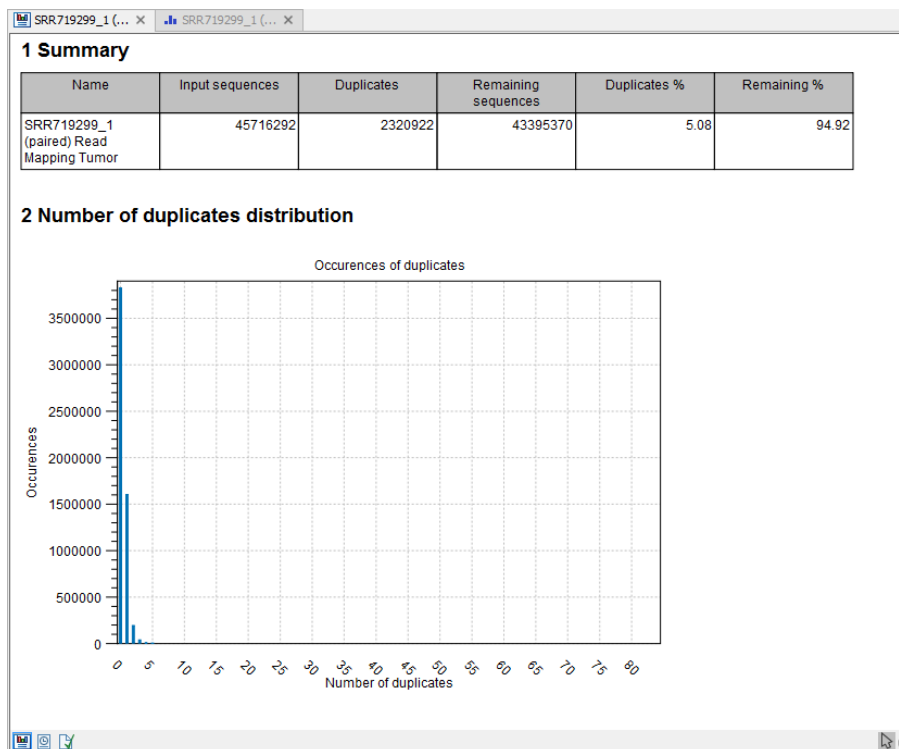 SRR719299_1 (... SRR719299_1 (...
1 Summary
Name Input sequences Duplicates Remaining sequences Duplicates % Remaining %
SRR719299_1 (paired) Read Mapping Tumor 45716292 2320922 43395370 5.08 94.92
2 Number of duplicates distribution
Occurences of duplicates
3500000
3000000
2500000
2000000
1500000
1000000
500000
0
Occurences
0 5 10 15 20 25 30 35 40 45 50 55 60 65 70 75 80
Number of duplicates